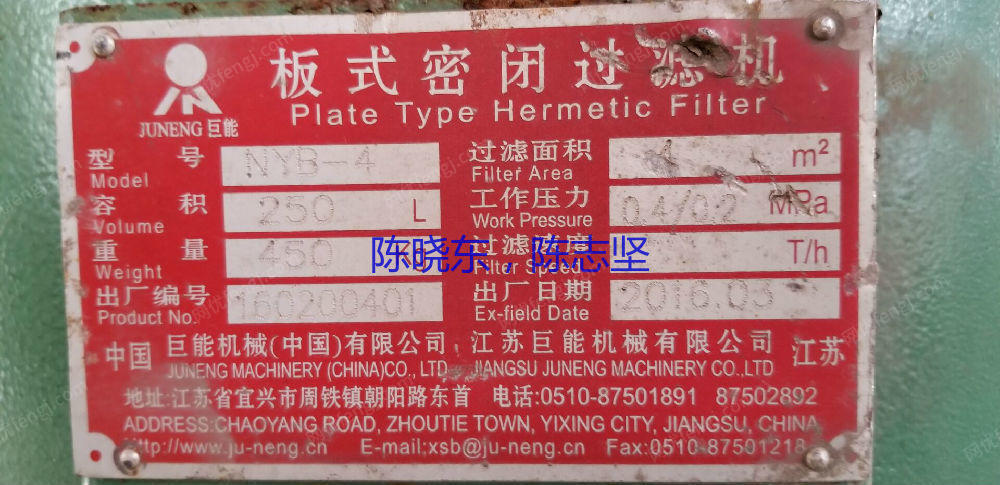 板式密闭过滤机
Plate Type Hermetic Filter
JUNENG 巨能
型号 NYB-4 过滤面积 4 m²
Model Filter Area
容积 250 L 工作压力 0.4/0.2 MPa
Volume Work Pressure
重量 450 过滤速度 T/h
Weight Filter Speed
陈晓东，陈志坚
出厂编号 160200401 出厂日期 2016.03
Product No. Ex-field Date
中国 巨能机械(中国)有限公司 江苏巨能机械有限公司 江苏
JUNENG MACHINERY (CHINA)CO., LTD JIANGSU JUNENG MACHINERY CO.,LTD
地址:江苏省宜兴市周铁镇朝阳路东首 电话:0510-87501891 87502892
ADDRESS:CHAOYANG ROAD, ZHOUTIE TOWN, YIXING CITY, JIANGSU, CHINA
http://www.ju-neng.cn E-mail:xsb@ju-neng.cn Fax:0510-87501218